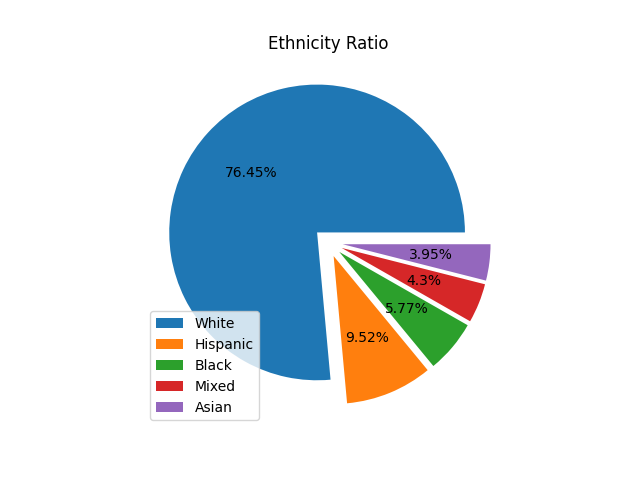 Ethnicity Ratio
76.45%
3.95%
4.3%
5.77%
9.52%
White
Hispanic
Black
Mixed
Asian